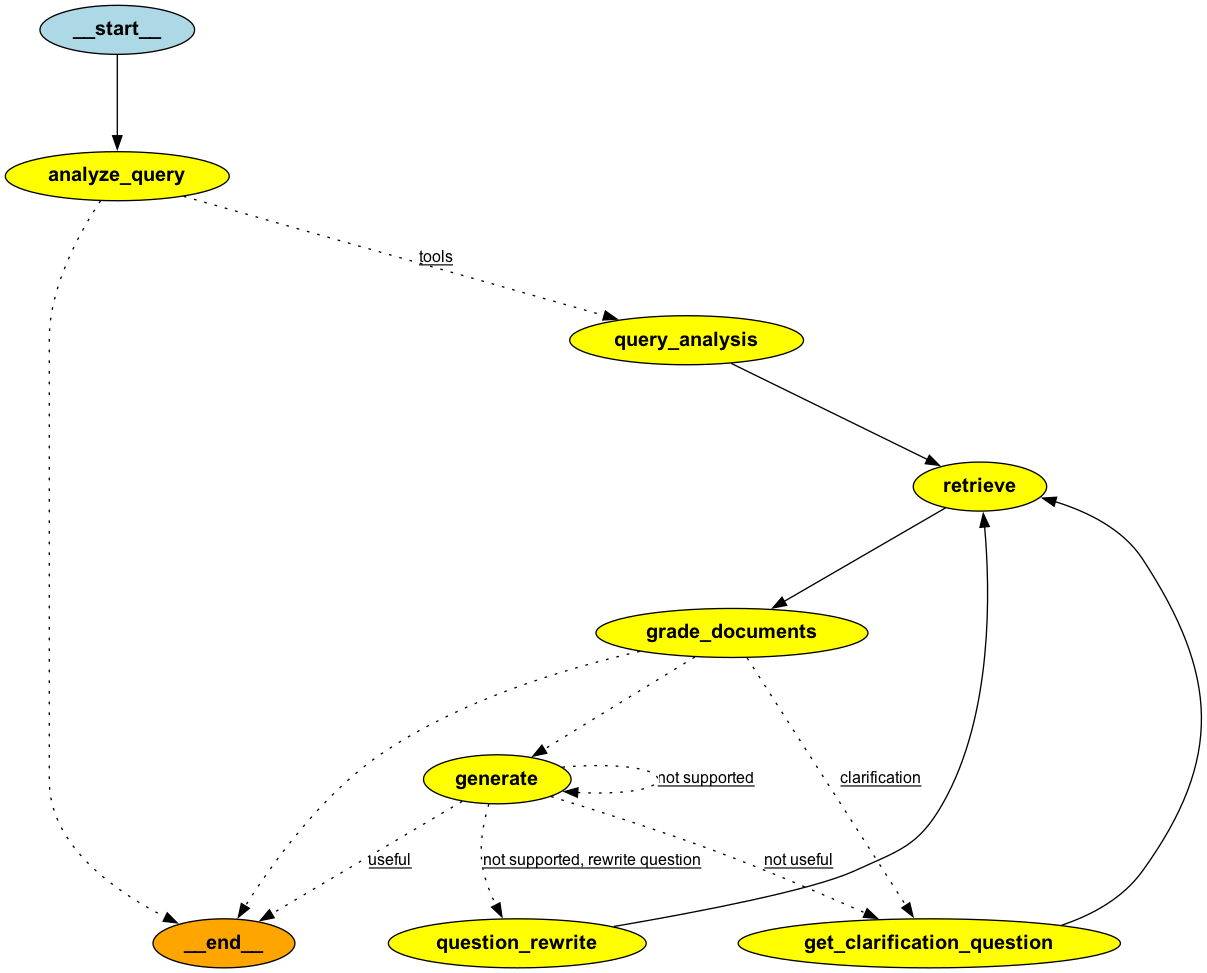 __start__
analyze_query
tools
query_analysis
retrieve
grade_documents
generate
not supported
clarification
useful
not supported, rewrite question
not useful
__end__
question_rewrite
get_clarification_question